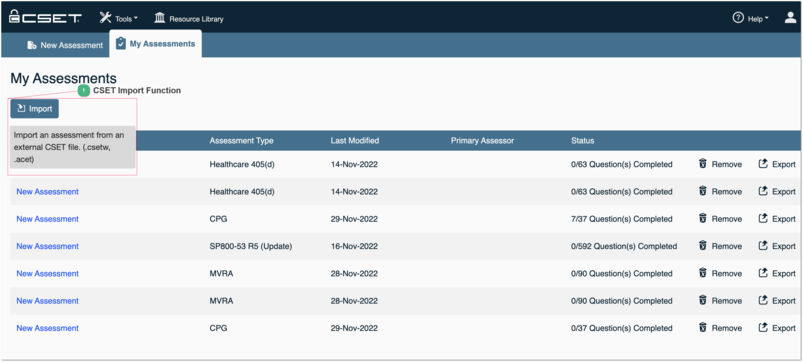 CSET Tools Resource Library Help
New Assessment My Assessments
My Assessments
1 CSET Import Function
Import
Import an assessment from an
external CSET file. (.csetw,
.acet)
Assessment Type Last Modified Primary Assessor Status
Healthcare 405(d) 14-Nov-2022 0/63 Question(s) Completed Remove Export
New Assessment Healthcare 405(d) 14-Nov-2022 0/63 Question(s) Completed Remove Export
New Assessment CPG 29-Nov-2022 7/37 Question(s) Completed Remove Export
New Assessment SP800-53 R5 (Update) 16-Nov-2022 0/592 Question(s) Completed Remove Export
New Assessment MVRA 28-Nov-2022 0/90 Question(s) Completed Remove Export
New Assessment MVRA 28-Nov-2022 0/90 Question(s) Completed Remove Export
New Assessment CPG 29-Nov-2022 0/37 Question(s) Completed Remove Export